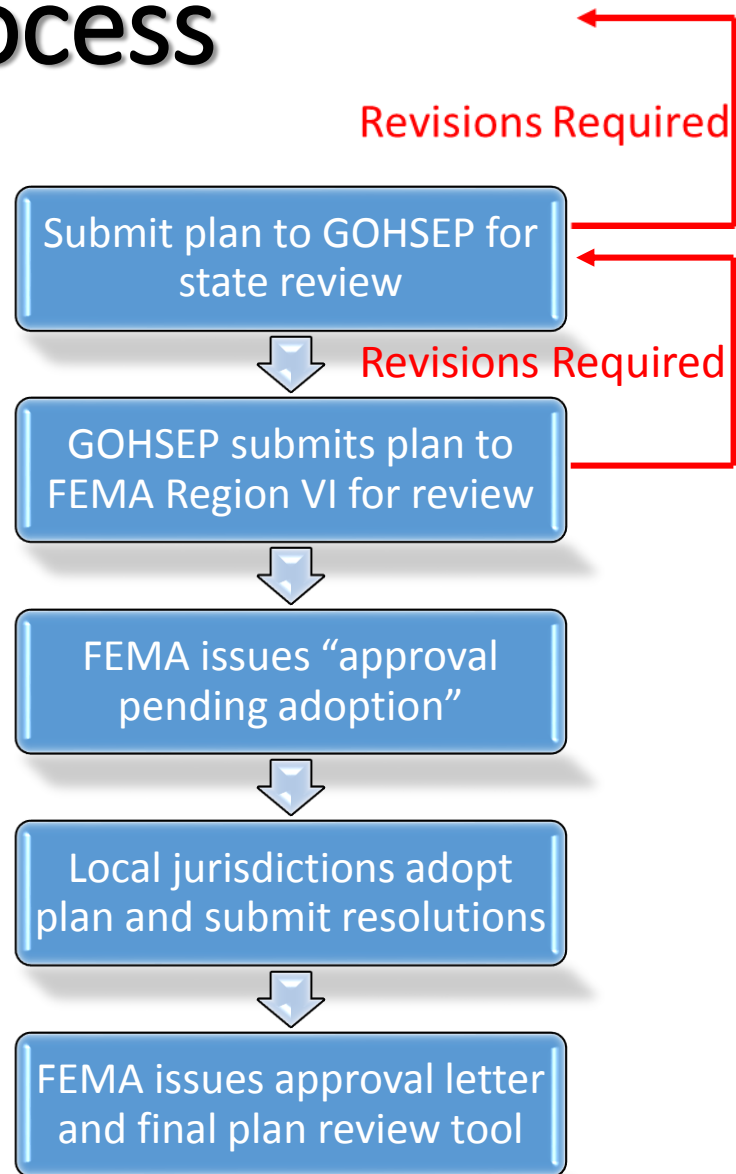 ocess
Revisions Required
Submit plan to GOHSEP for
state review
Revisions Required
GOHSEP submits plan to
FEMA Region VI for review
FEMA issues “approval
pending adoption”
Local jurisdictions adopt
plan and submit resolutions
FEMA issues approval letter
and final plan review tool